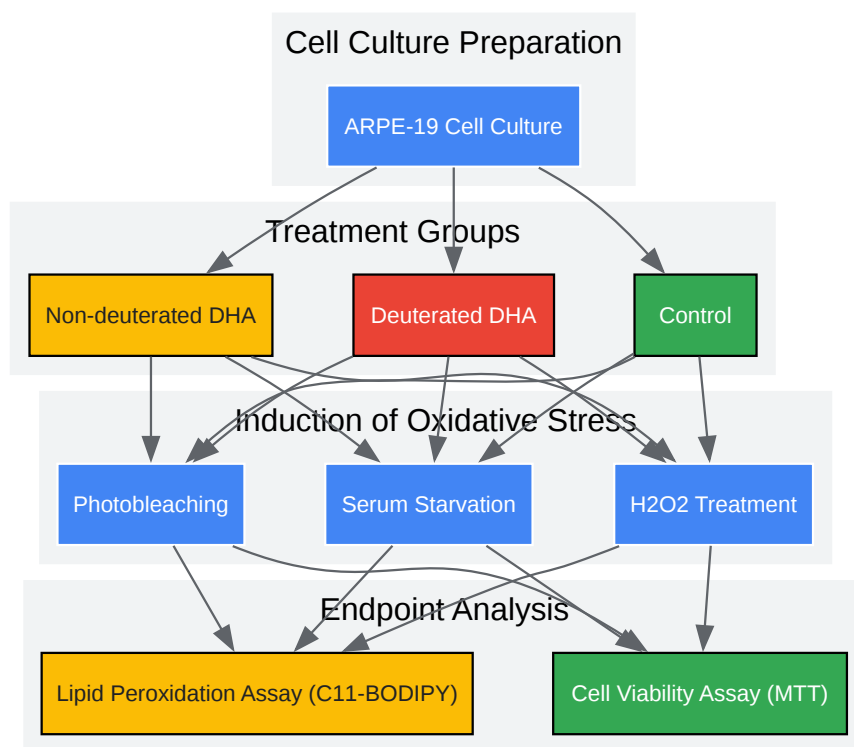 Cell Culture Preparation
ARPE-19 Cell Culture
Treatment Groups
Non-deuterated DHA
Deuterated DHA
Control
Induction of Oxidative Stress
Photobleaching
Serum Starvation
H2O2 Treatment
Endpoint Analysis
Lipid Peroxidation Assay (C11-BODIPY)
Cell Viability Assay (MTT)